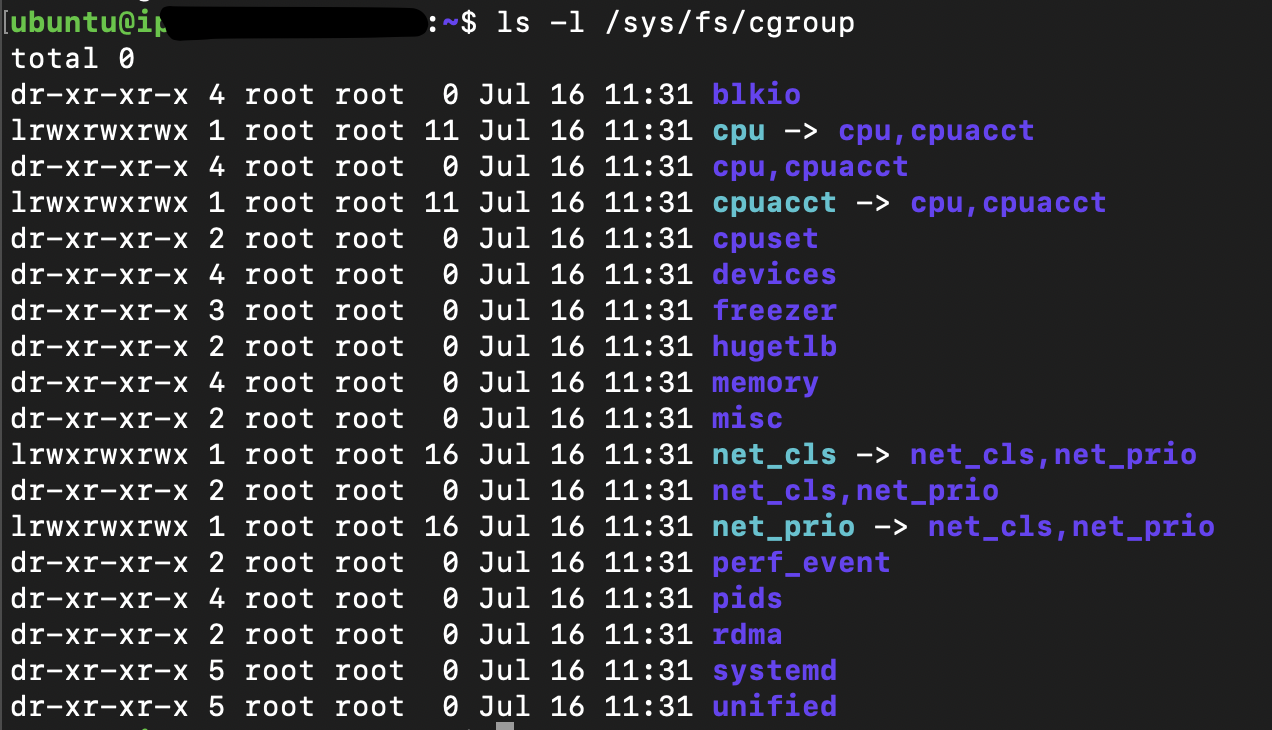 ubuntu@ip:~$ ls -l /sys/fs/cgroup
total 0
dr-xr-xr-x 4 root root  0 Jul 16 11:31 blkio
lrwxrwxrwx 1 root root 11 Jul 16 11:31 cpu -> cpu,cpuacct
dr-xr-xr-x 4 root root  0 Jul 16 11:31 cpu,cpuacct
lrwxrwxrwx 1 root root 11 Jul 16 11:31 cpuacct -> cpu,cpuacct
dr-xr-xr-x 2 root root  0 Jul 16 11:31 cpuset
dr-xr-xr-x 4 root root  0 Jul 16 11:31 devices
dr-xr-xr-x 3 root root  0 Jul 16 11:31 freezer
dr-xr-xr-x 2 root root  0 Jul 16 11:31 hugetlb
dr-xr-xr-x 4 root root  0 Jul 16 11:31 memory
dr-xr-xr-x 2 root root  0 Jul 16 11:31 misc
lrwxrwxrwx 1 root root 16 Jul 16 11:31 net_cls -> net_cls,net_prio
dr-xr-xr-x 2 root root  0 Jul 16 11:31 net_cls,net_prio
lrwxrwxrwx 1 root root 16 Jul 16 11:31 net_prio -> net_cls,net_prio
dr-xr-xr-x 2 root root  0 Jul 16 11:31 perf_event
dr-xr-xr-x 4 root root  0 Jul 16 11:31 pids
dr-xr-xr-x 2 root root  0 Jul 16 11:31 rdma
dr-xr-xr-x 5 root root  0 Jul 16 11:31 systemd
dr-xr-xr-x 5 root root  0 Jul 16 11:31 unified